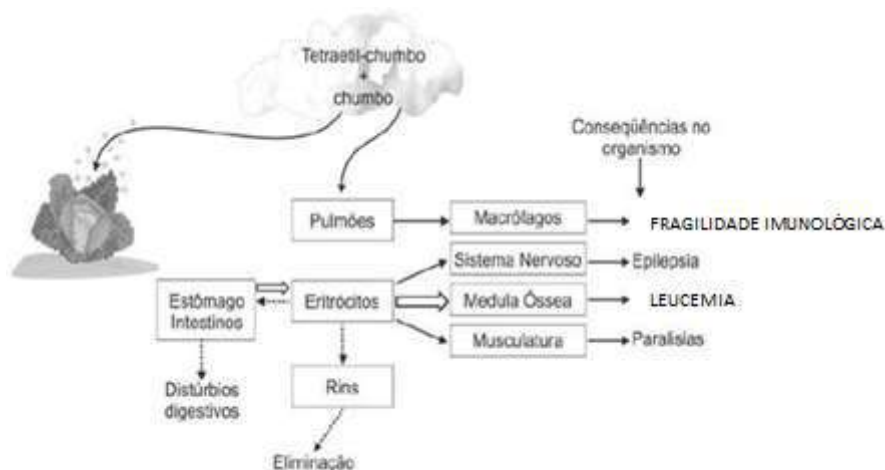 Tetraetil-chumbo
+
chumbo
Conseqüências no
organismo
Pulmões
Macrófagos
FRAGILIDADE IMUNOLÓGICA
Sistema Nervoso
Epilepsia
Estômago
Intestinos
Eritrócitos
Medula Óssea
LEUCEMIA
Musculatura
Paralisias
Distúrbios
digestivos
Rins
Eliminação